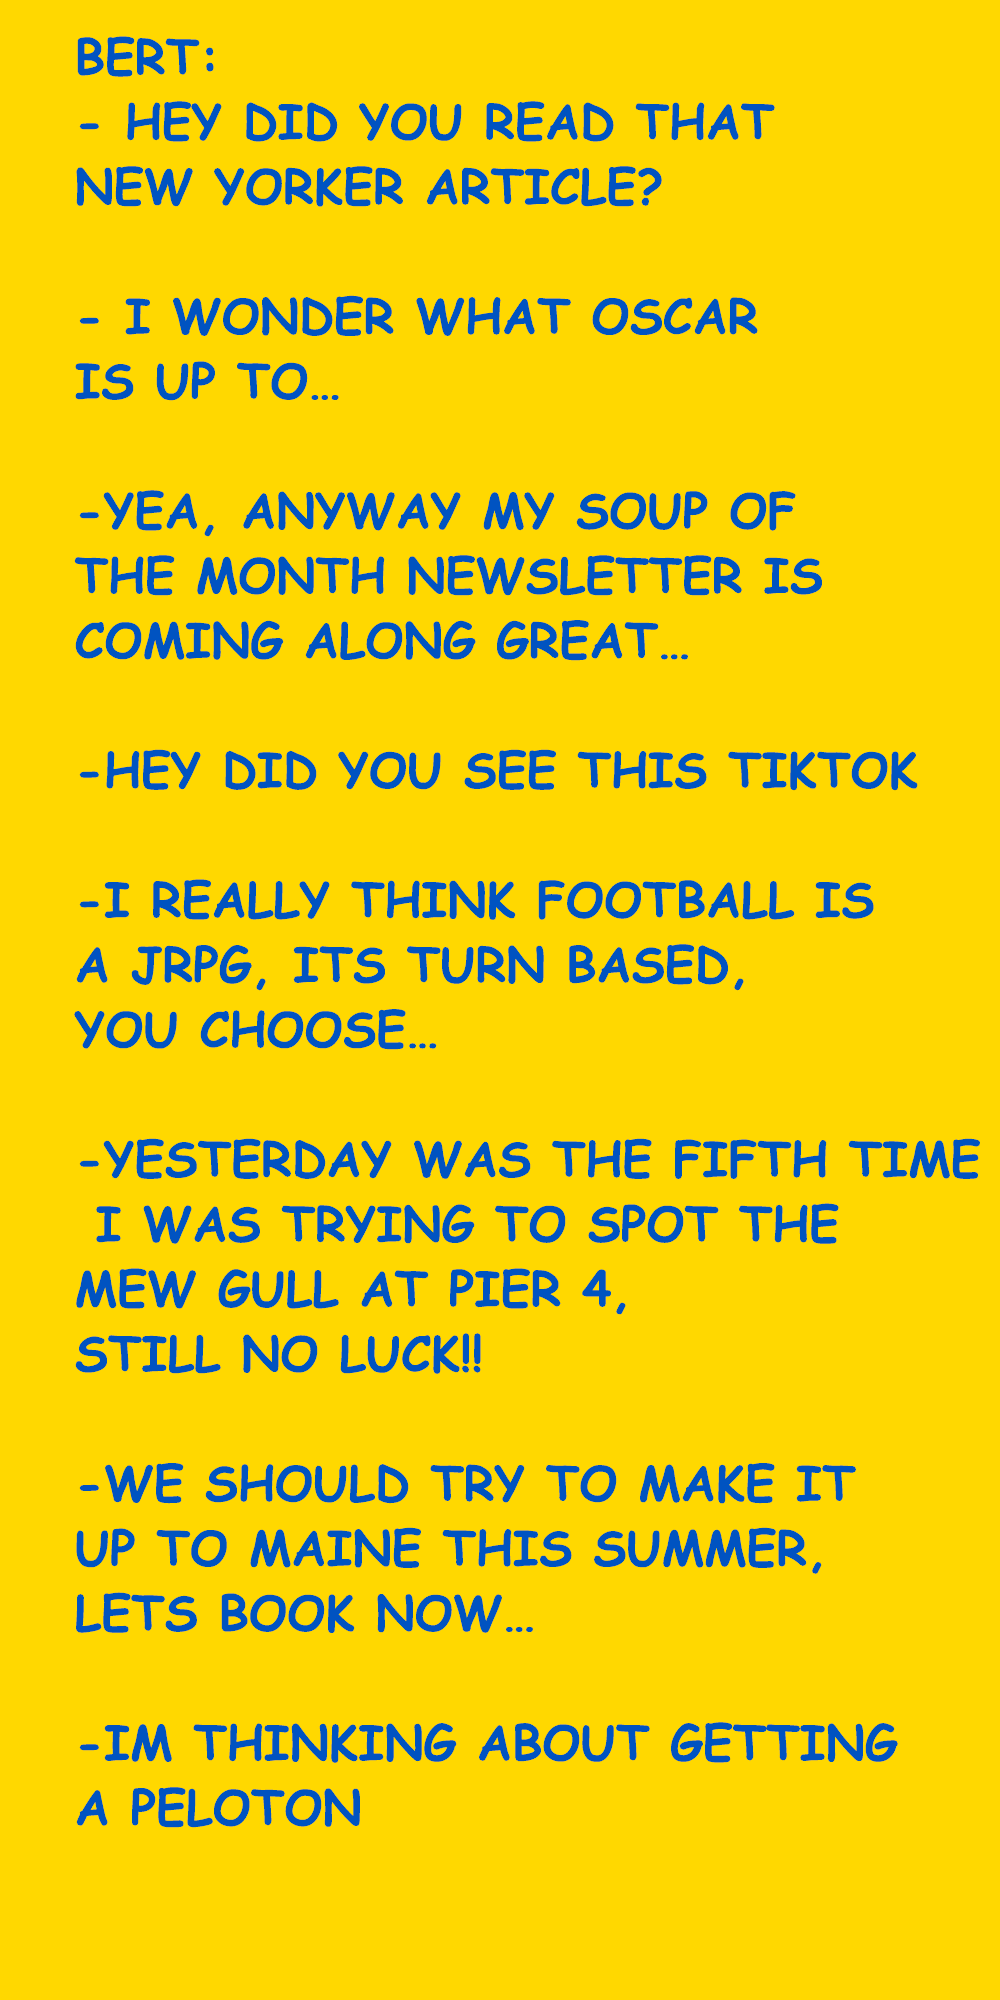 BERT:
- HEY DID YOU READ THAT
NEW YORKER ARTICLE?
- I WONDER WHAT OSCAR
IS UP TO...
-YEA, ANYWAY MY SOUP OF
THE MONTH NEWSLETTER IS
COMING ALONG GREAT...
-HEY DID YOU SEE THIS TIKTOK
-I REALLY THINK FOOTBALL IS
A JRPG, ITS TURN BASED,
YOU CHOOSE...
-YESTERDAY WAS THE FIFTH TIME
I WAS TRYING TO SPOT THE
MEW GULL AT PIER 4,
STILL NO LUCK!!
-WE SHOULD TRY TO MAKE IT
UP TO MAINE THIS SUMMER,
LETS BOOK NOW...
-IM THINKING ABOUT GETTING
A PELOTON